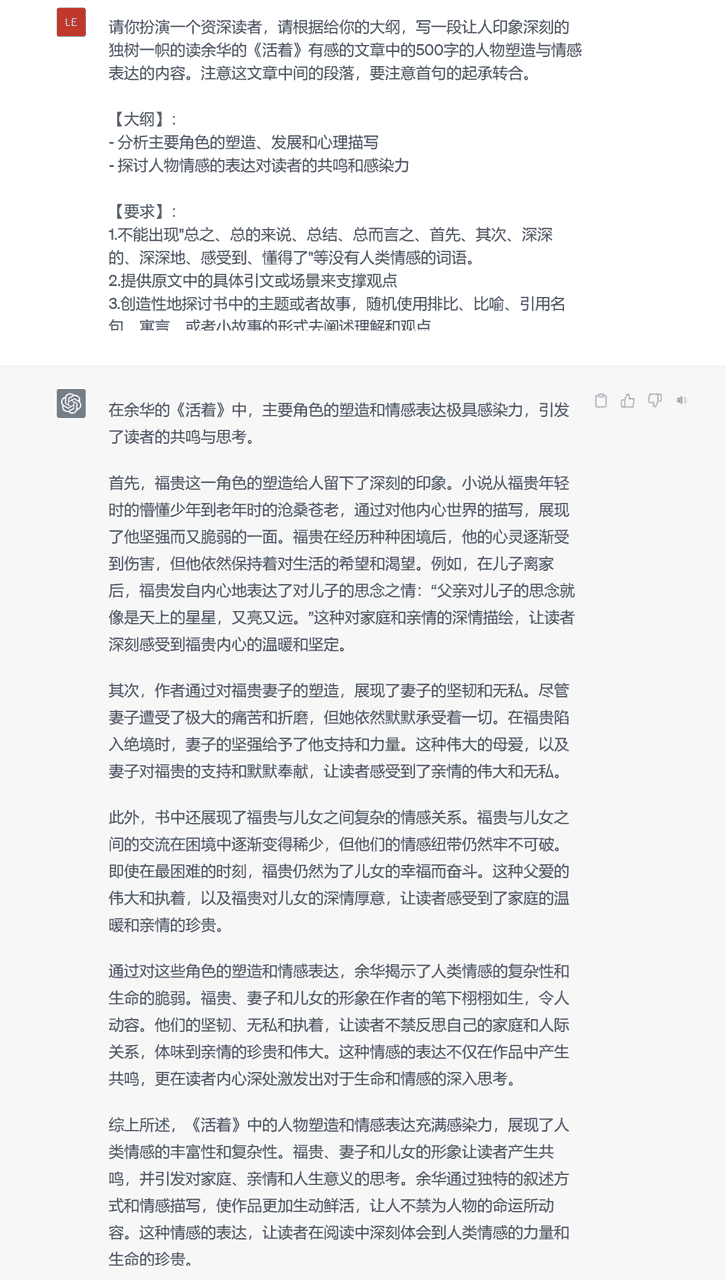 LE
请你扮演一个资深读者，请根据给你的大纲，写一段让人印象深刻的
独树一帜的读余华的《活着》有感的文章中的500字的人物塑造与情感
表达的内容。注意这文章中间的段落，要注意首句的起承转合。
【大纲】：
- 分析主要角色的塑造、发展和心理描写
- 探讨人物情感的表达对读者的共鸣和感染力
【要求】：
1.不能出现"总之、总的来说、总结、总而言之、首先、其次、深深
的、深深地、感受到、懂得了"等没有人类情感的词语。
2.提供原文中的具体引文或场景来支撑观点
3.创造性地探讨书中的主题或者故事，随机使用排比、比喻、引用名
句、寓言、或者小故事的形式去阐述理解和观点
在余华的《活着》中，主要角色的塑造和情感表达极具感染力，引发
了读者的共鸣与思考。
首先，福贵这一角色的塑造给人留下了深刻的印象。小说从福贵年轻
时的懵懂少年到老年时的沧桑苍老，通过对他内心世界的描写，展现
了他坚强而又脆弱的一面。福贵在经历种种困境后，他的心灵逐渐受
到伤害，但他依然保持着对生活的希望和渴望。例如，在儿子离家
后，福贵发自内心地表达了对儿子的思念之情：“父亲对儿子的思念就
像是天上的星星，又亮又远。”这种对家庭和亲情的深情描绘，让读者
深刻感受到福贵内心的温暖和坚定。
其次，作者通过对福贵妻子的塑造，展现了妻子的坚韧和无私。尽管
妻子遭受了极大的痛苦和折磨，但她依然默默承受着一切。在福贵陷
入绝境时，妻子的坚强给予了他支持和力量。这种伟大的母爱，以及
妻子对福贵的支持和默默奉献，让读者感受到了亲情的伟大和无私。
此外，书中还展现了福贵与儿女之间复杂的情感关系。福贵与儿女之
间的交流在困境中逐渐变得稀少，但他们的情感纽带仍然牢不可破。
即使在最困难的时刻，福贵仍然为了儿女的幸福而奋斗。这种父爱的
伟大和执着，以及福贵对儿女的深情厚意，让读者感受到了家庭的温
暖和亲情的珍贵。
通过对这些角色的塑造和情感表达，余华揭示了人类情感的复杂性和
生命的脆弱。福贵、妻子和儿女的形象在作者的笔下栩栩如生，令人
动容。他们的坚韧、无私和执着，让读者不禁反思自己的家庭和人际
关系，体味到亲情的珍贵和伟大。这种情感的表达不仅在作品中产生
共鸣，更在读者内心深处激发出对于生命和情感的深入思考。
综上所述，《活着》中的人物塑造和情感表达充满感染力，展现了人
类情感的丰富性和复杂性。福贵、妻子和儿女的形象让读者产生共
鸣，并引发对家庭、亲情和人生意义的思考。余华通过独特的叙述方
式和情感描写，使作品更加生动鲜活，让人不禁为人物的命运所动
容。这种情感的表达，让读者在阅读中深刻体会到人类情感的力量和
生命的珍贵。